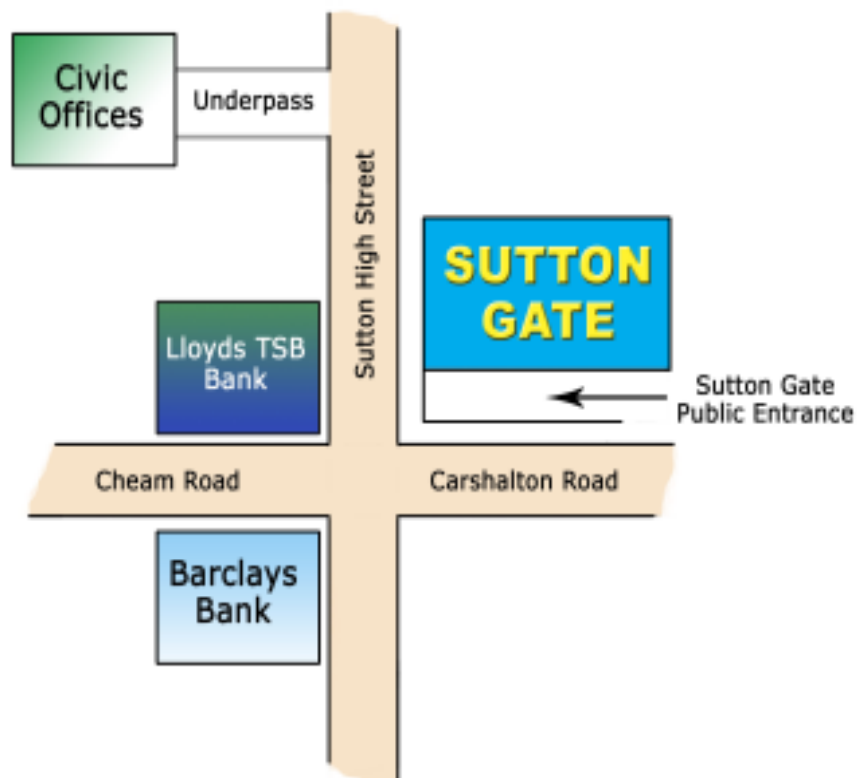 Civic
Offices
Underpass
Sutton High Street
SUTTON
GATE
Lloyds TSB
Bank
Sutton Gate
Public Entrance
Cheam Road
Carshalton Road
Barclays
Bank